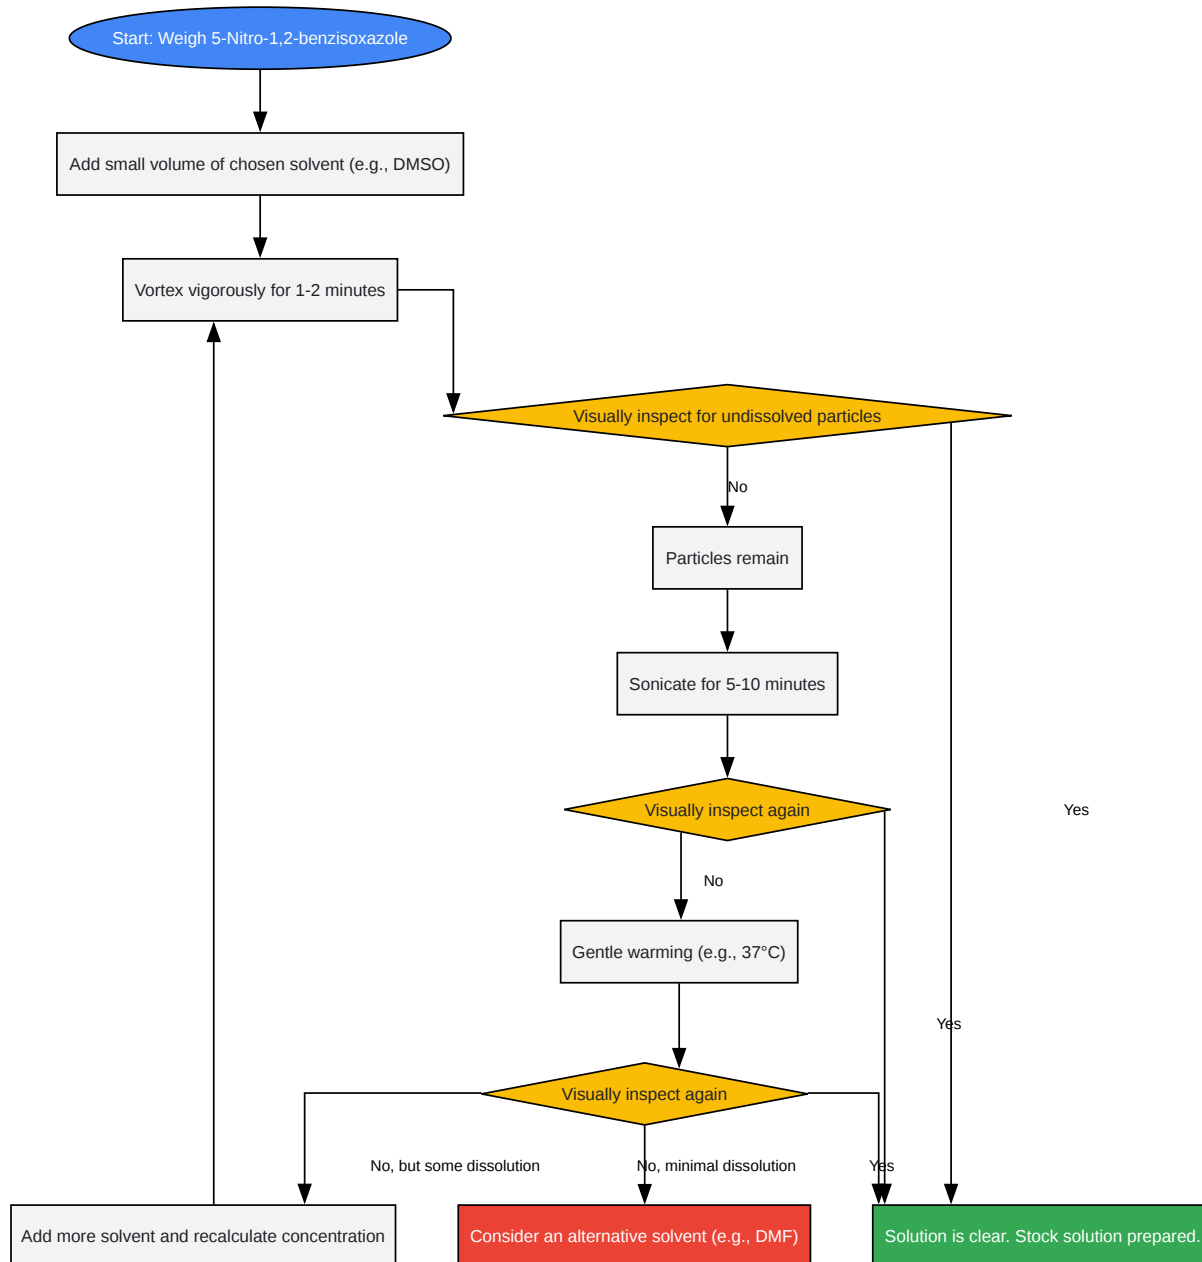 Start: Weigh 5-Nitro-1,2-benzisoxazole
Add small volume of chosen solvent (e.g., DMSO)
Vortex vigorously for 1-2 minutes
Visually inspect for undissolved particles
No
Particles remain
Sonicate for 5-10 minutes
Visually inspect again
Yes
No
Gentle warming (e.g., 37°C)
Yes
Visually inspect again
No, but some dissolution
No, minimal dissolution
Yes
Add more solvent and recalculate concentration
Consider an alternative solvent (e.g., DMF)
Solution is clear. Stock solution prepared.